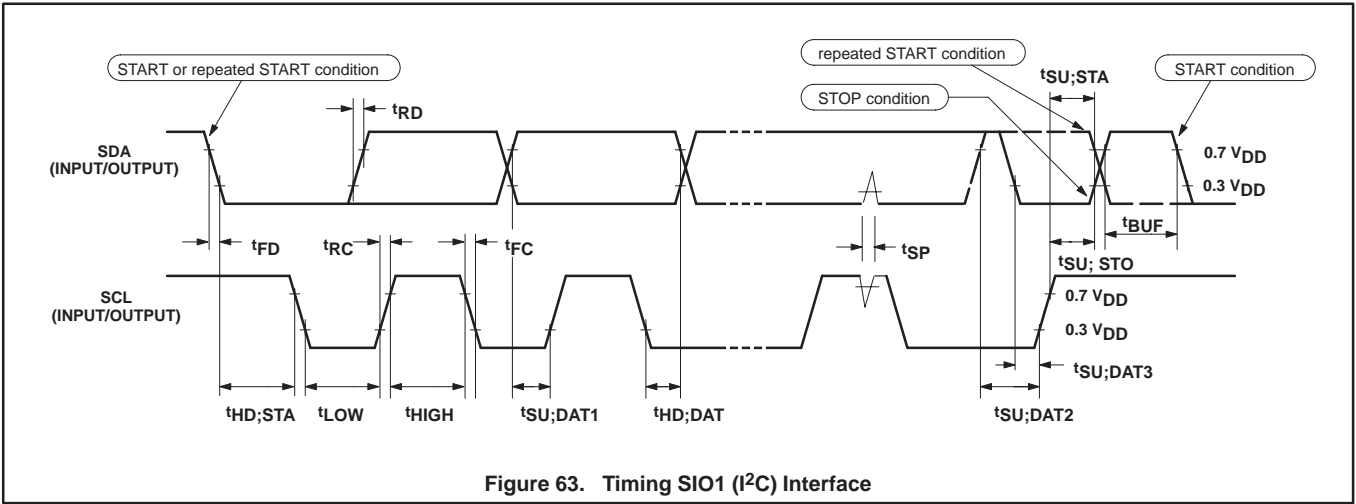 repeated START condition
START or repeated START condition
tSU;STA
START condition
STOP condition
tRD
SDA
(INPUT/OUTPUT)
0.7 VDD
0.3 VDD
tFD
tRC
tFC
tSP
tBUF
tSU; STO
SCL
(INPUT/OUTPUT)
0.7 VDD
0.3 VDD
tSU;DAT3
tHD;STA
tLOW
tHIGH
tSU;DAT1
tHD;DAT
tSU;DAT2
Figure 63. Timing SIO1 (I2C) Interface